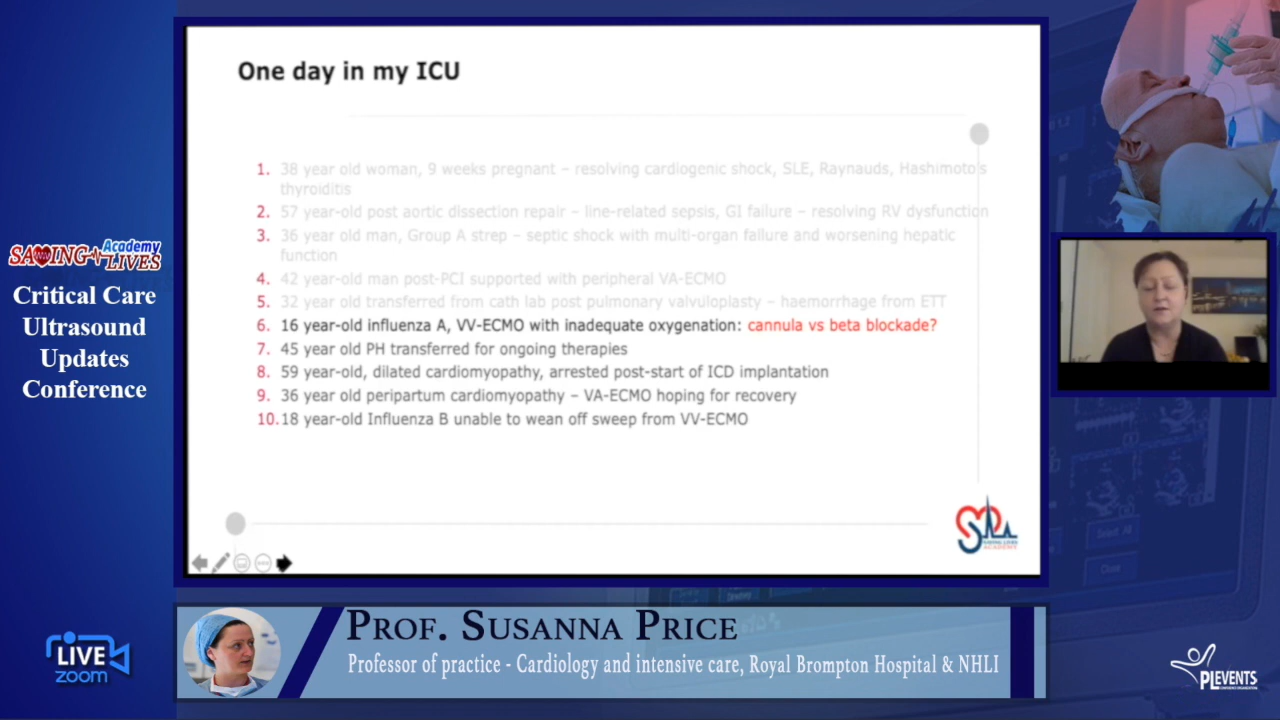 One day in my ICU
1. 38 year old woman, 9 weeks pregnant – resolving cardiogenic shock, SLE, Raynauds, Hashimoto's
thyroiditis
2. 57 year-old post aortic dissection repair – line-related sepsis, GI failure – resolving RV dysfunction
3. 36 year old man, Group A strep – septic shock with multi-organ failure and worsening hepatic
function
4. 42 year-old man post-PCI supported with peripheral VA-ECMO
5. 32 year old transferred from cath lab post pulmonary valvuloplasty – haemorrhage from ETT
6. 16 year-old influenza A, VV-ECMO with inadequate oxygenation: cannula vs beta blockade?
7. 45 year old PH transferred for ongoing therapies
8. 59 year-old, dilated cardiomyopathy, arrested post-start of ICD implantation
9. 36 year old peripartum cardiomyopathy – VA-ECMO hoping for recovery
10. 18 year-old Influenza B unable to wean off sweep from VV-ECMO
SAVING LIVES Academy
Critical Care
Ultrasound
Updates
Conference
LIVE
zoom
PROF. SUSANNA PRICE
Professor of practice - Cardiology and intensive care, Royal Brompton Hospital & NHLI
PLEVENTS
Select All
Close